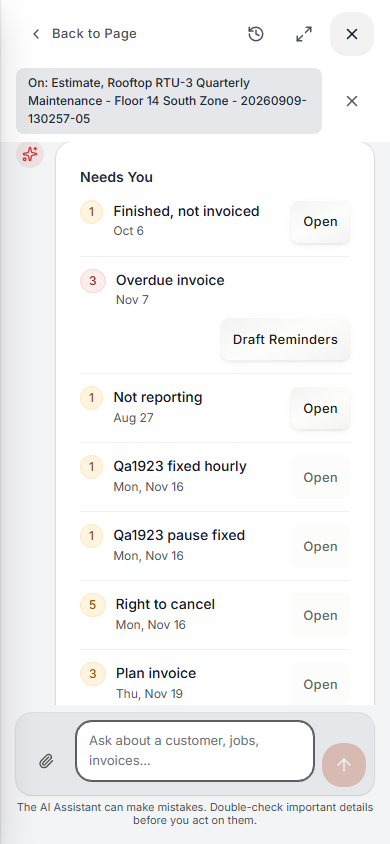 Back to Page
On: Estimate, Rooftop RTU-3 Quarterly
Maintenance - Floor 14 South Zone - 20260909-
130257-05
Needs You
1
Finished, not invoiced
Oct 6
Open
3
Overdue invoice
Nov 7
Draft Reminders
1
Not reporting
Aug 27
Open
1
Qa1923 fixed hourly
Mon, Nov 16
Open
1
Qa1923 pause fixed
Mon, Nov 16
Open
5
Right to cancel
Mon, Nov 16
Open
3
Plan invoice
Thu, Nov 19
Open
Ask about a customer, jobs,
invoices...
The AI Assistant can make mistakes. Double-check important details
before you act on them.